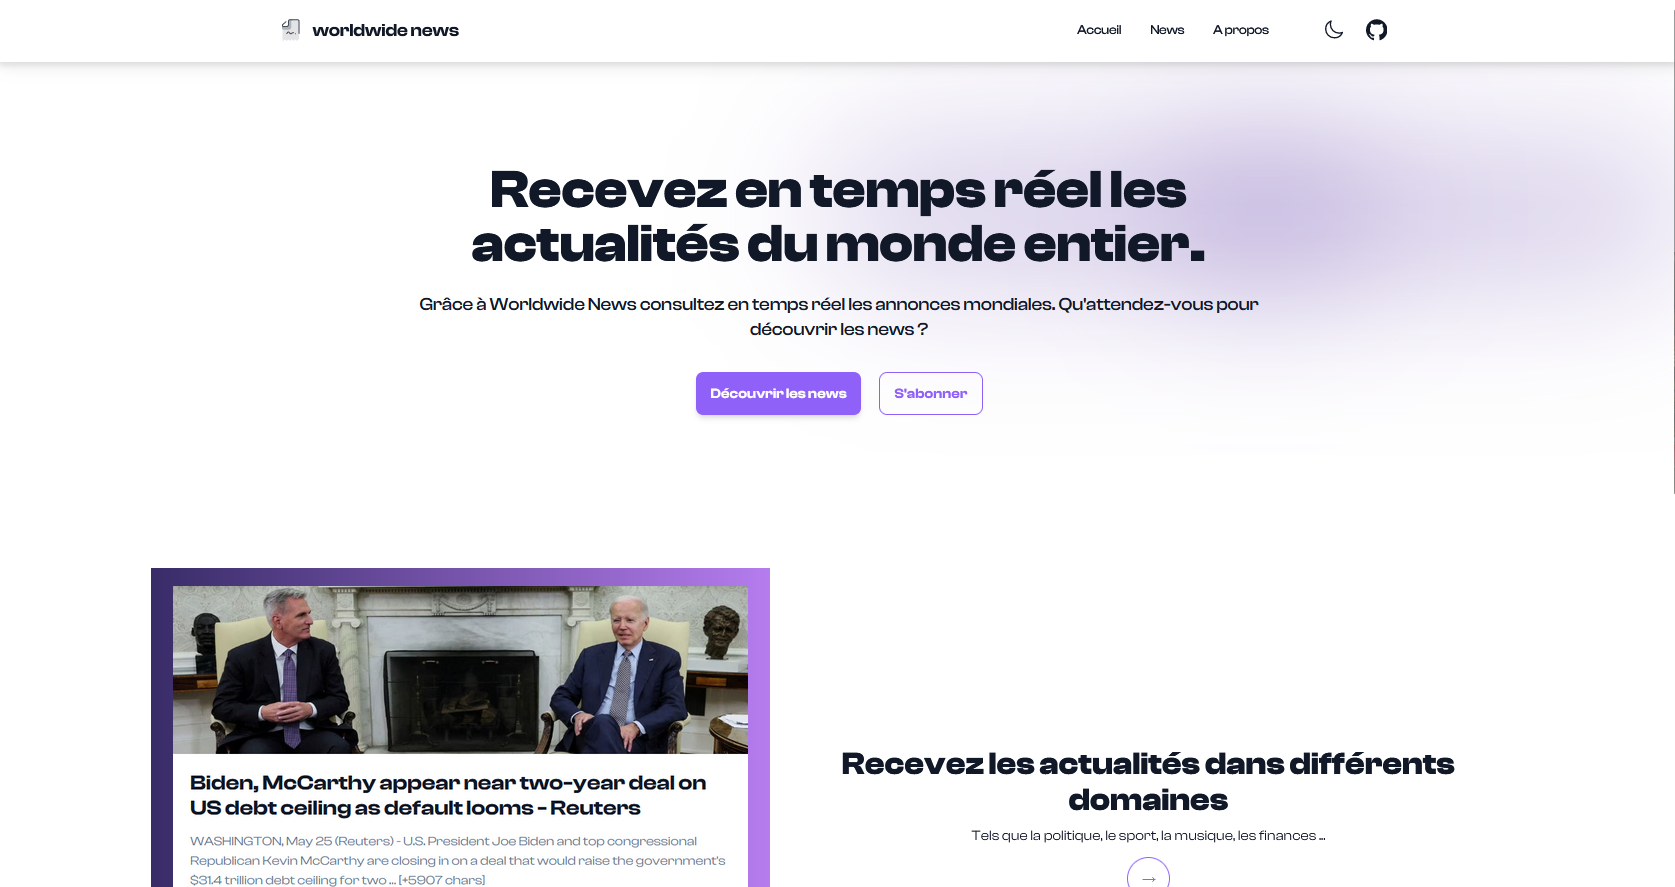 worldwide news
Accueil News A propos
Recevez en temps réel les
actualités du monde entier.
Grâce à Worldwide News consultez en temps réel les annonces mondiales. Qu'attendez-vous pour
découvrir les news ?
Découvrir les news S'abonner
Biden, McCarthy appear near two-year deal on
US debt ceiling as default looms - Reuters
WASHINGTON, May 25 (Reuters) - U.S. President Joe Biden and top congressional
Republican Kevin McCarthy are closing in on a deal that would raise the government's
$31.4 trillion debt ceiling for two ... [+5907 chars]
Recevez les actualités dans différents
domaines
Tels que la politique, le sport, la musique, les finances ...
→